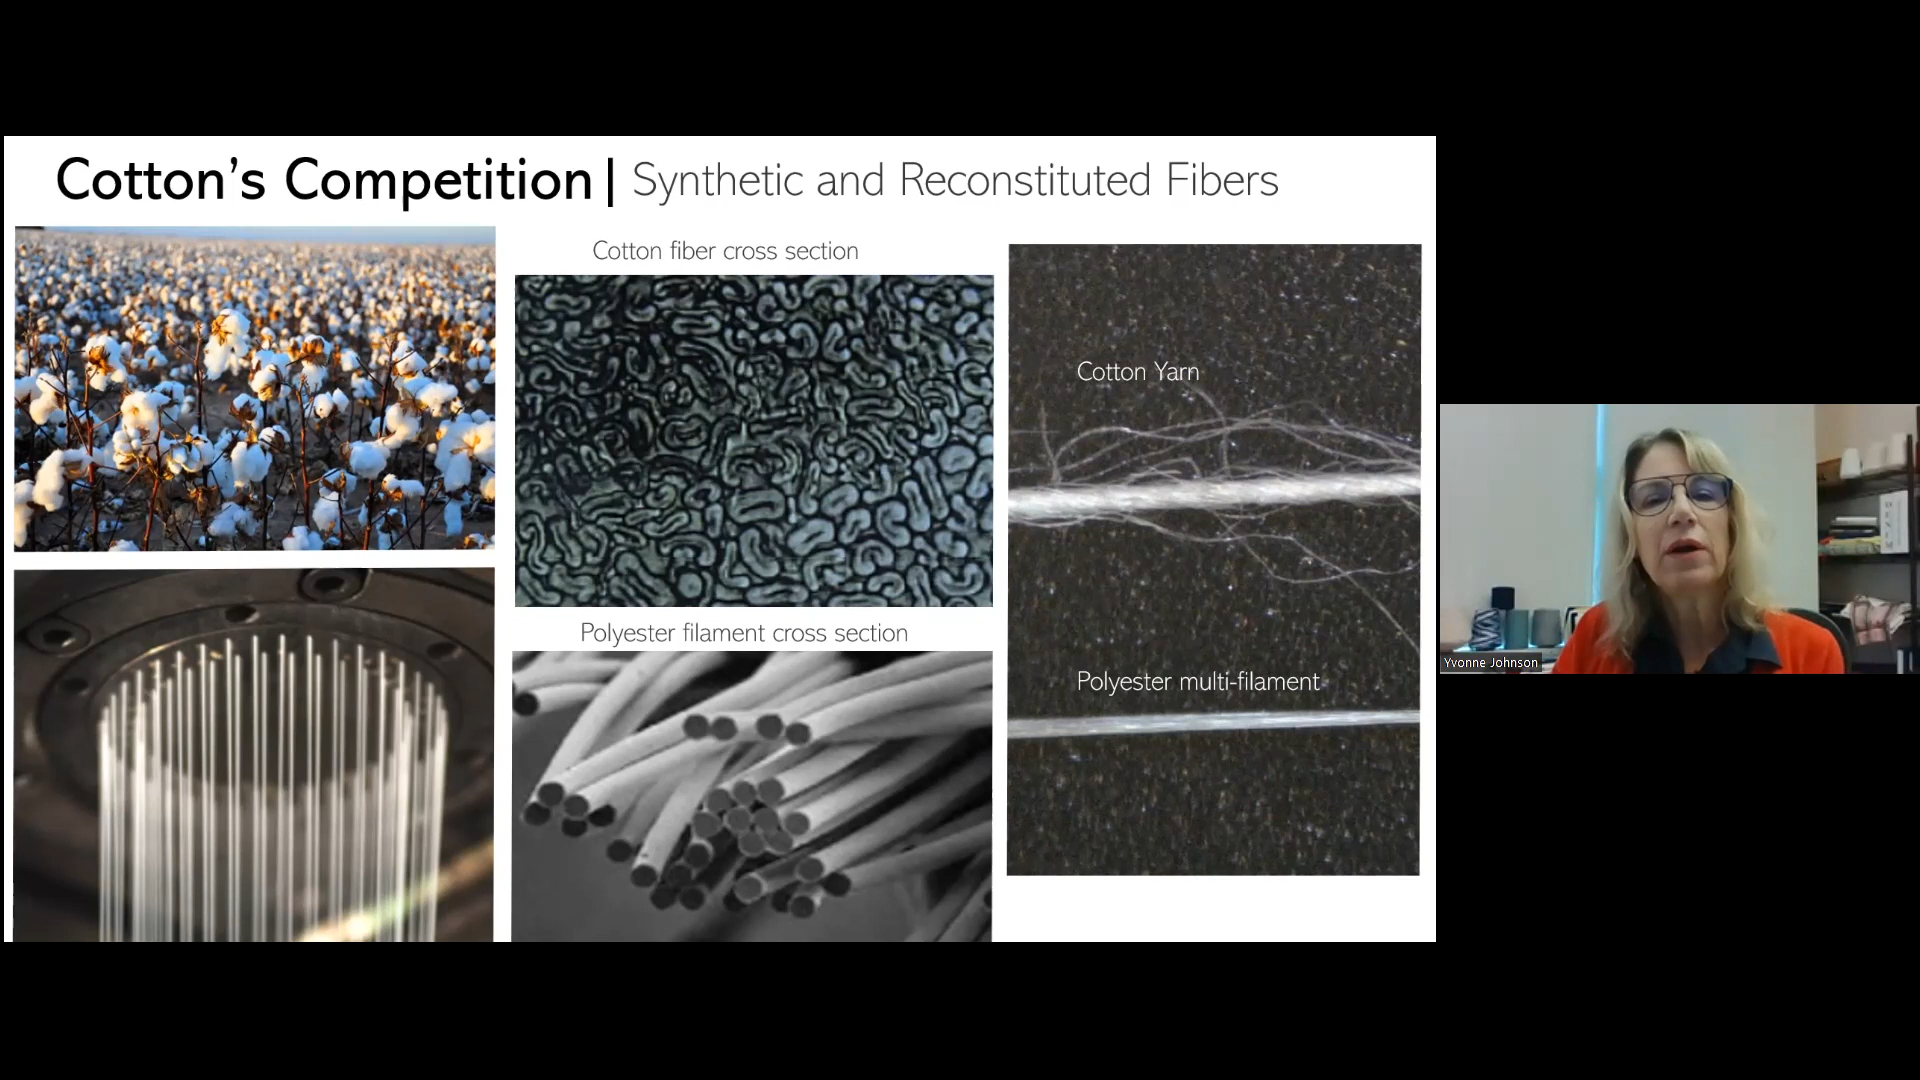 Cotton's Competition | Synthetic and Reconstituted Fibers
Cotton fiber cross section
Polyester filament cross section
Cotton Yarn
Polyester multi-filament
DENIM
Yvonne Johnson